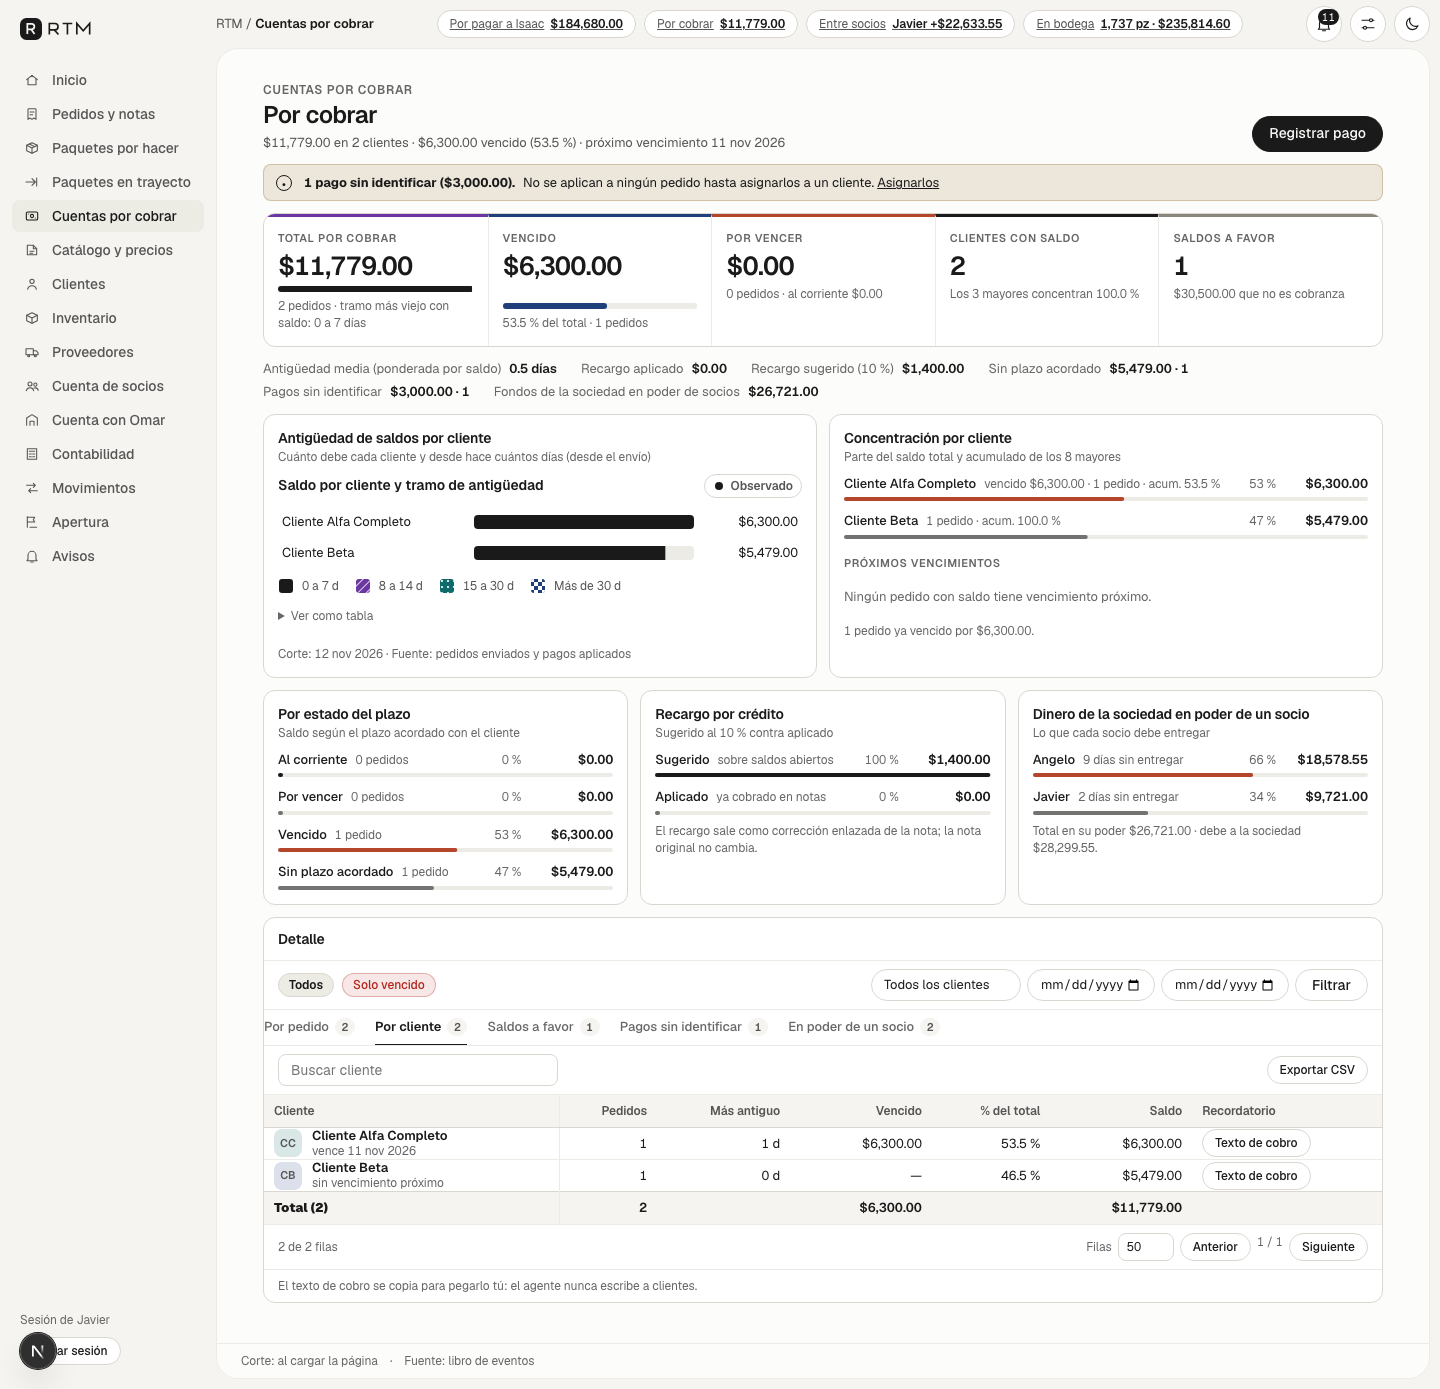 R RTM
RTM / Cuentas por cobrar
Por pagar a Isaac $184,680.00
Por cobrar $11,779.00
Entre socios Javier +$22,633.55
En bodega 1,737 pz · $235,814.60
11
Inicio
Pedidos y notas
Paquetes por hacer
Paquetes en trayecto
Cuentas por cobrar
Catálogo y precios
Clientes
Inventario
Proveedores
Cuenta de socios
Cuenta con Omar
Contabilidad
Movimientos
Apertura
Avisos
Sesión de Javier
N
ar sesión
CUENTAS POR COBRAR
Por cobrar
$11,779.00 en 2 clientes · $6,300.00 vencido (53.5 %) · próximo vencimiento 11 nov 2026
Registrar pago
1 pago sin identificar ($3,000.00). No se aplican a ningún pedido hasta asignarlos a un cliente. Asignarlos
TOTAL POR COBRAR
$11,779.00
2 pedidos · tramo más viejo con
saldo: 0 a 7 días
VENCIDO
$6,300.00
53.5 % del total · 1 pedidos
POR VENCER
$0.00
0 pedidos · al corriente $0.00
CLIENTES CON SALDO
2
Los 3 mayores concentran 100.0 %
SALDOS A FAVOR
1
$30,500.00 que no es cobranza
Antigüedad media (ponderada por saldo) 0.5 días Recargo aplicado $0.00 Recargo sugerido (10 %) $1,400.00 Sin plazo acordado $5,479.00 · 1
Pagos sin identificar $3,000.00 · 1 Fondos de la sociedad en poder de socios $26,721.00
Antigüedad de saldos por cliente
Cuánto debe cada cliente y desde hace cuántos días (desde el envío)
Saldo por cliente y tramo de antigüedad
Observado
Cliente Alfa Completo $6,300.00
Cliente Beta $5,479.00
0 a 7 d 8 a 14 d 15 a 30 d Más de 30 d
Ver como tabla
Corte: 12 nov 2026 · Fuente: pedidos enviados y pagos aplicados
Concentración por cliente
Parte del saldo total y acumulado de los 8 mayores
Cliente Alfa Completo vencido $6,300.00 · 1 pedido · acum. 53.5 % 53 % $6,300.00
Cliente Beta 1 pedido · acum. 100.0 % 47 % $5,479.00
PRÓXIMOS VENCIMIENTOS
Ningún pedido con saldo tiene vencimiento próximo.
1 pedido ya vencido por $6,300.00.
Por estado del plazo
Saldo según el plazo acordado con el cliente
Al corriente 0 pedidos 0 % $0.00
Por vencer 0 pedidos 0 % $0.00
Vencido 1 pedido 53 % $6,300.00
Sin plazo acordado 1 pedido 47 % $5,479.00
Recargo por crédito
Sugerido al 10 % contra aplicado
Sugerido sobre saldos abiertos 100 % $1,400.00
Aplicado ya cobrado en notas 0 % $0.00
El recargo sale como corrección enlazada de la nota; la nota
original no cambia.
Dinero de la sociedad en poder de un socio
Lo que cada socio debe entregar
Angelo 9 días sin entregar 66 % $18,578.55
Javier 2 días sin entregar 34 % $9,721.00
Total en su poder $26,721.00 · debe a la sociedad
$28,299.55.
Detalle
Todos Solo vencido Todos los clientes mm/dd/yyyy mm/dd/yyyy Filtrar
Por pedido 2 Por cliente 2 Saldos a favor 1 Pagos sin identificar 1 En poder de un socio 2
Buscar cliente Exportar CSV
Cliente Pedidos Más antiguo Vencido % del total Saldo Recordatorio
CC Cliente Alfa Completo 1 1 d $6,300.00 53.5 % $6,300.00 Texto de cobro
vence 11 nov 2026
CB Cliente Beta 1 0 d — 46.5 % $5,479.00 Texto de cobro
sin vencimiento próximo
Total (2) 2 $6,300.00 $11,779.00
2 de 2 filas Filas 50 Anterior 1 / 1 Siguiente
El texto de cobro se copia para pegarlo tú: el agente nunca escribe a clientes.
Corte: al cargar la página · Fuente: libro de eventos